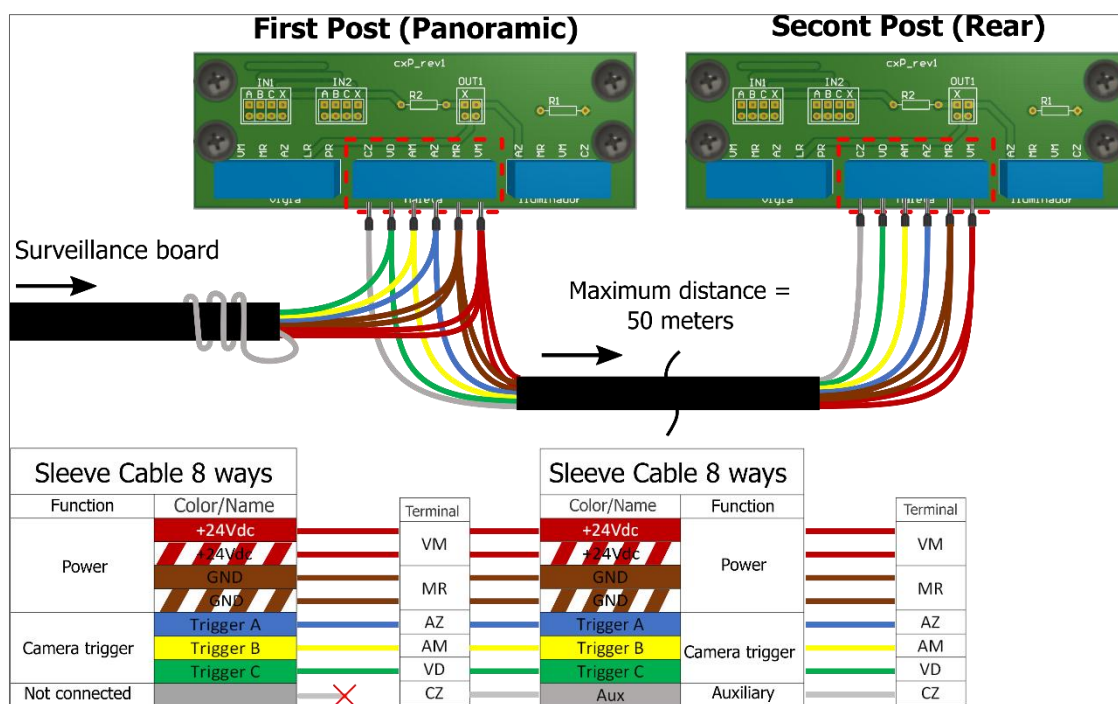 First Post (Panoramic)
Secont Post (Rear)
cxP_rev1
IN1
A B C X
IN2
A B C X
OUT1
X
R2
R1
VM MR AZ LR PR
CZ VD AM AZ MR VM
AZ MR VM CZ
vigia
Iluminador
cxP_rev1
IN1
A B C X
IN2
A B C X
OUT1
X
R2
R1
VM MR AZ LR PR
CZ VD AM AZ MR VM
AZ MR VM CZ
vigia
Iluminador
Surveillance board
Maximum distance =
50 meters
Sleeve Cable 8 ways
Function Color/Name Terminal
Power
+24Vdc
+24Vdc
VM
GND
GND
MR
Camera trigger
Trigger A AZ
Trigger B AM
Trigger C VD
Not connected CZ
Sleeve Cable 8 ways
Color/Name Function Terminal
+24Vdc
+24Vdc
Power
VM
GND
GND
MR
Trigger A AZ
Trigger B Camera trigger AM
Trigger C VD
Aux Auxiliary CZ